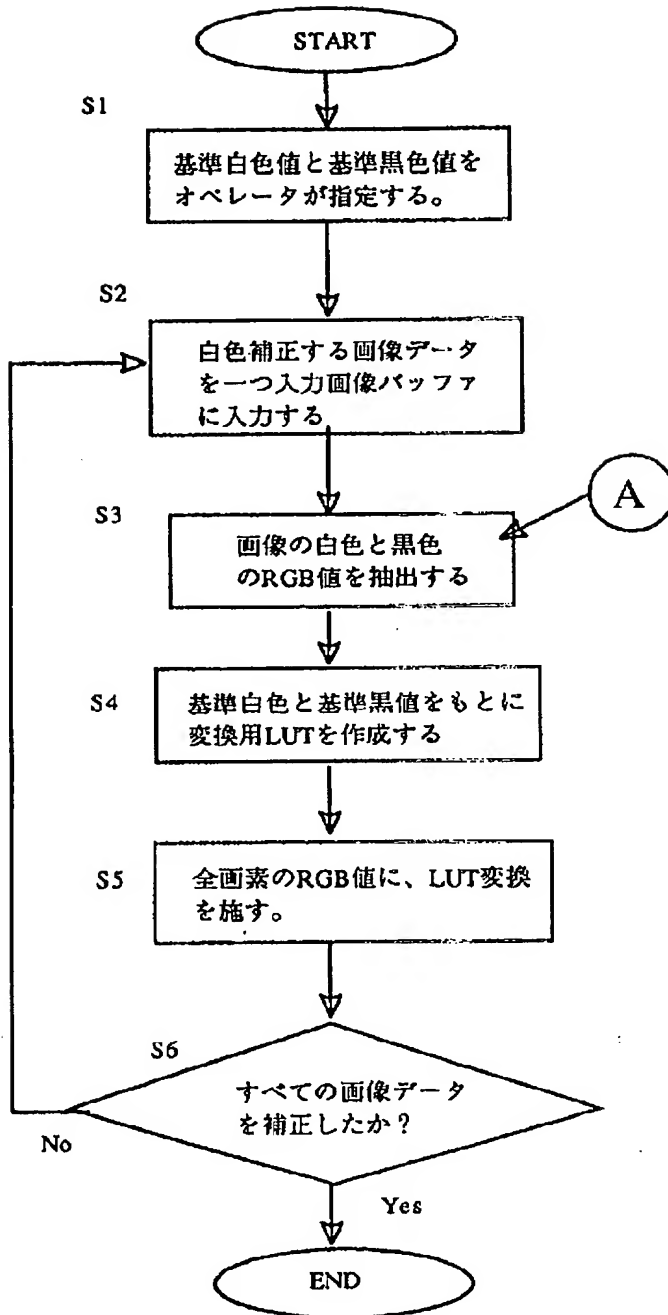 START
S1
基準白色値と基準黒色値を
オペレータが指定する。
S2
白色補正する画像データ
を一つ入力画像バッファ
に入力する
A
S3
画像の白色と黒色
のRGB値を抽出する
S4
基準白色と基準黒値をもとに
変換用LUTを作成する
S5
全画素のRGB値に、LUT変換
を施す。
S6
すべての画像データ
を補正したか？
No
Yes
END